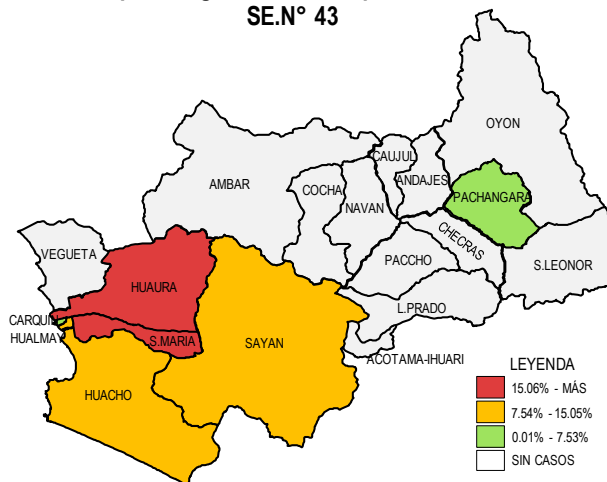 SE.N° 43
OYON
CAUJUL
ANDAJES
AMBAR
COCHA
NAVAN
PACHANGARA
CHECRAS
VEGUETA
PACCHO
S.LEONOR
HUAURA
L.PRADO
CARQUI
HUALMAY
S.MARIA
SAYAN
ACOTAMA-IHUARI
HUACHO
LEYENDA
15.06% - MÁS
7.54% - 15.05%
0.01% - 7.53%
SIN CASOS